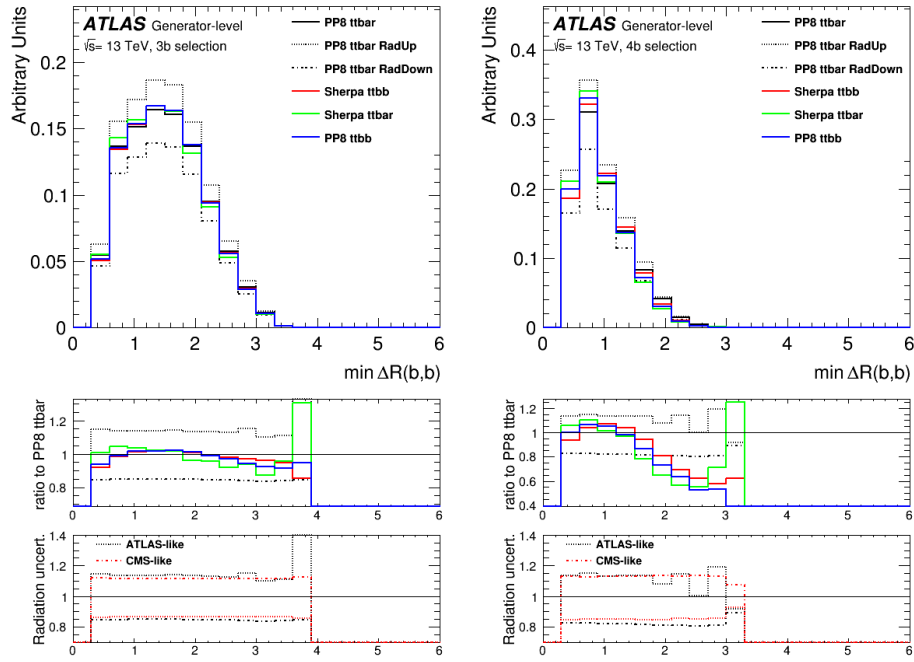 ATLAS Generator-level
√s= 13 TeV, 3b selection
PP8 ttbar
PP8 ttbar RadUp
PP8 ttbar RadDown
Sherpa ttbb
Sherpa ttbar
PP8 ttbb
Arbitrary Units
0.2
0.15
0.1
0.05
0
0 1 2 3 4 5 6
min ΔR(b,b)
ratio to PP8 ttbar
1.2
1
0.8
0 1 2 3 4 5 6
Radiation uncert.
1.4
1.2
1
0.8
ATLAS-like
CMS-like
0 1 2 3 4 5 6
ATLAS Generator-level
√s= 13 TeV, 4b selection
PP8 ttbar
PP8 ttbar RadUp
PP8 ttbar RadDown
Sherpa ttbb
Sherpa ttbar
PP8 ttbb
Arbitrary Units
0.4
0.3
0.2
0.1
0
0 1 2 3 4 5 6
min ΔR(b,b)
ratio to PP8 ttbar
1.2
1
0.8
0.6
0.4
0 1 2 3 4 5 6
Radiation uncert.
1.4
1.2
1
0.8
ATLAS-like
CMS-like
0 1 2 3 4 5 6